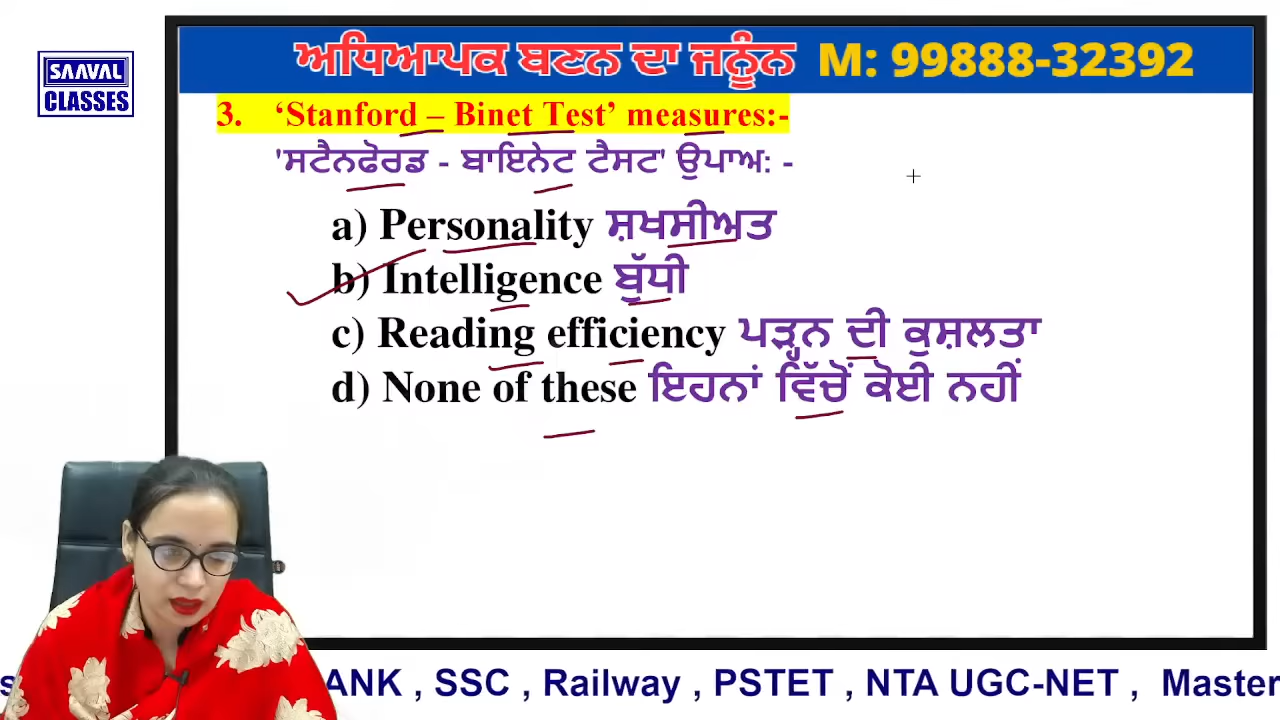 SAAVAL
CLASSES
ਅਧਿਆਪਕ ਬਣਨ ਦਾ ਜਨੂੰਨ M: 99888-32392
3. ‘Stanford – Binet Test’ measures:-
'ਸਟੈਨਫੋਰਡ - ਬਾਇਨੇਟ ਟੈਸਟ' ਉਪਾਅ: -
a) Personality ਸ਼ਖਸੀਅਤ
b) Intelligence ਬੁੱਧੀ
c) Reading efficiency ਪੜ੍ਹਨ ਦੀ ਕੁਸ਼ਲਤਾ
d) None of these ਇਹਨਾਂ ਵਿੱਚੋਂ ਕੋਈ ਨਹੀਂ
ANK , SSC , Railway , PSTET , NTA UGC-NET , Master